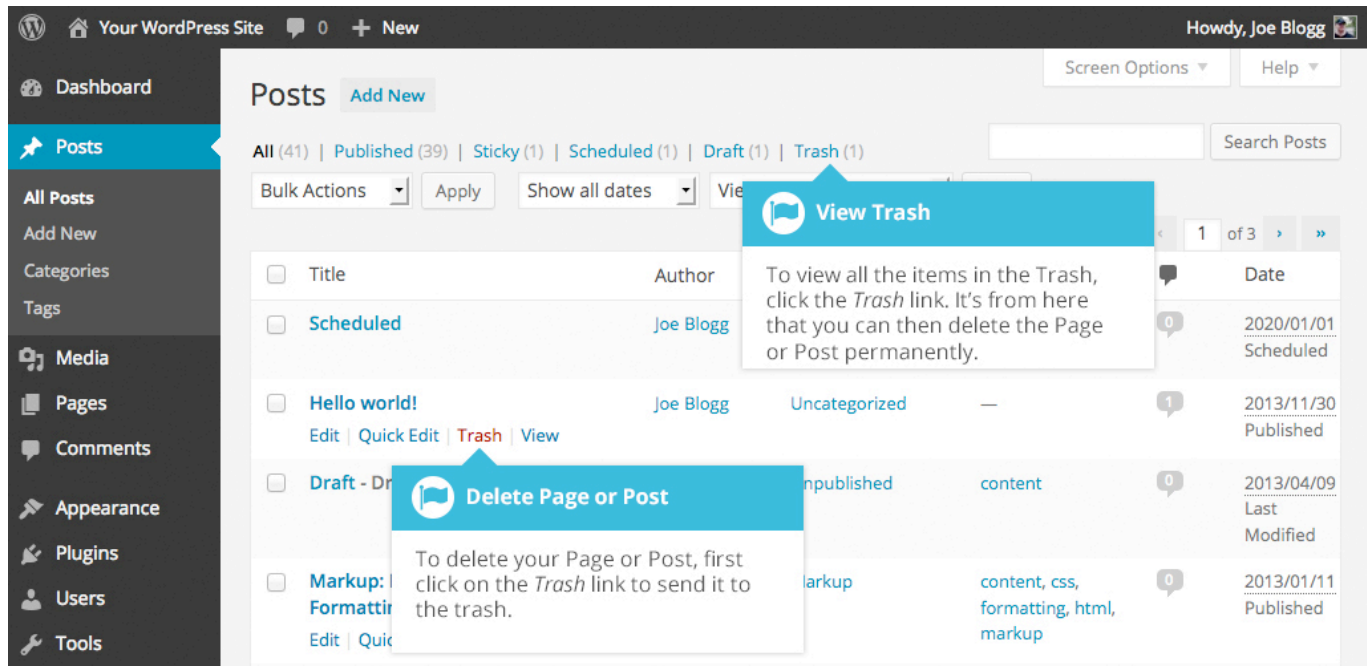 Your WordPress Site 0 + New Howdy, Joe Blogg
Screen Options Help
Dashboard
Posts
All Posts
Add New
Categories
Tags
Media
Pages
Comments
Appearance
Plugins
Users
Tools
Posts Add New
All (41) | Published (39) | Sticky (1) | Scheduled (1) | Draft (1) | Trash (1) Search Posts
Bulk Actions Apply Show all dates
View Trash
To view all the items in the Trash,
click the Trash link. It’s from here
that you can then delete the Page
or Post permanently.
‹ 1 of 3 › »
Title Author Date
Scheduled Joe Blogg 0 2020/01/01
Scheduled
Hello world! Joe Blogg Uncategorized — 1 2013/11/30
Edit | Quick Edit | Trash | View Published
Draft - content 0 2013/04/09
Last
Modified
Delete Page or Post
To delete your Page or Post, first
click on the Trash link to send it to
the trash.
Markup: content, css, 0 2013/01/11
formatting, html, Published
markup
Edit |